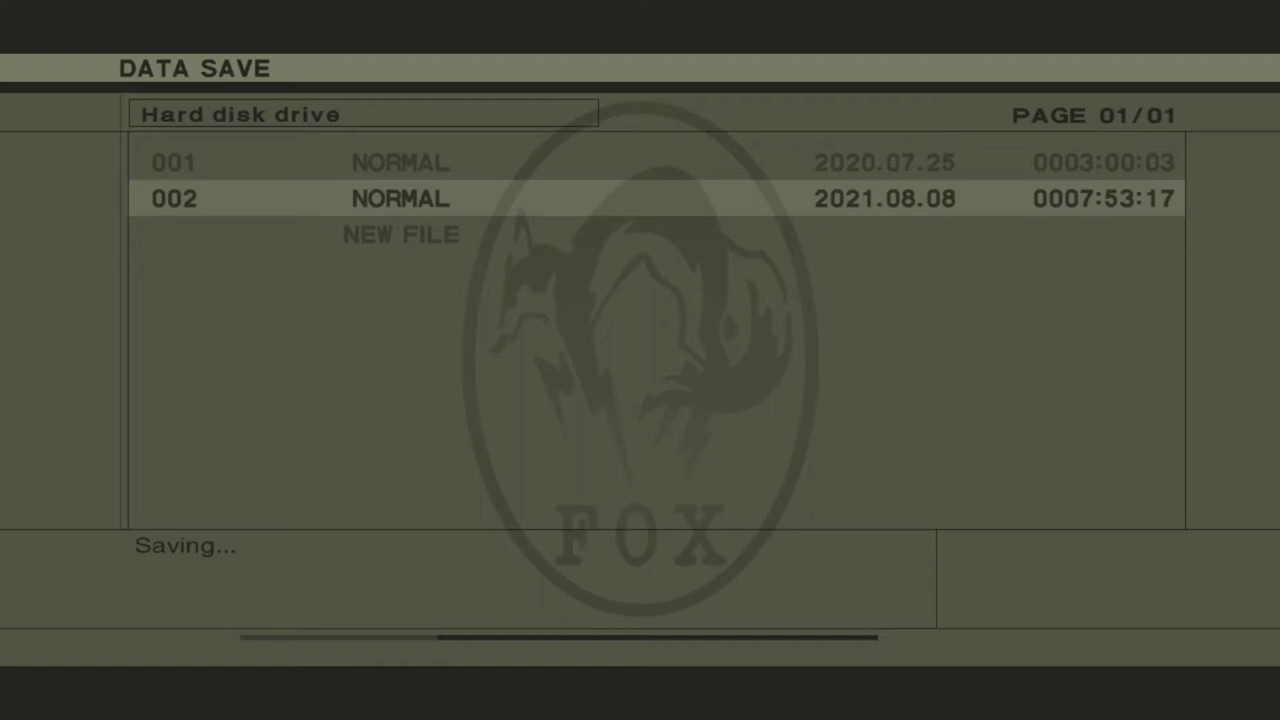 DATA SAVE
Hard disk drive PAGE 01/01
001 NORMAL 2020.07.25 0003:00:03
002 NORMAL 2021.08.08 0007:53:17
NEW FILE
FOX
Saving...